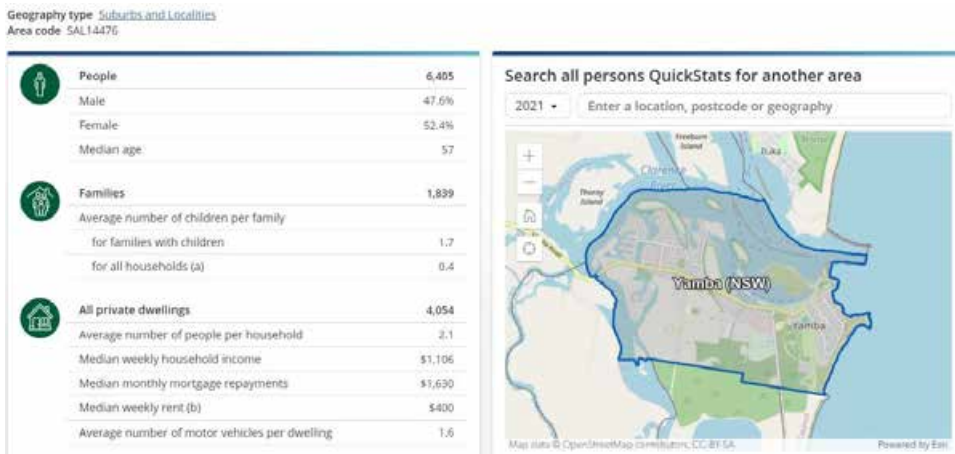 Geography type Suburbs and Localities
Area code SAL14476
People 6,405
Male 47.6%
Female 52.4%
Median age 57
Families 1,839
Average number of children per family
for families with children 1.7
for all households (a) 0.4
All private dwellings 4,054
Average number of people per household 2.1
Median weekly household income $1,106
Median monthly mortgage repayments $1,630
Median weekly rent (b) $400
Average number of motor vehicles per dwelling 1.6
Search all persons QuickStats for another area
2021
Enter a location, postcode or geography
Freeburn
Island
Iluka
Clarence
River
Thorny
Island
Yamba (NSW)
Yamba
Map data © OpenStreetMap contributors, CC-BY-SA
Powered by Esri